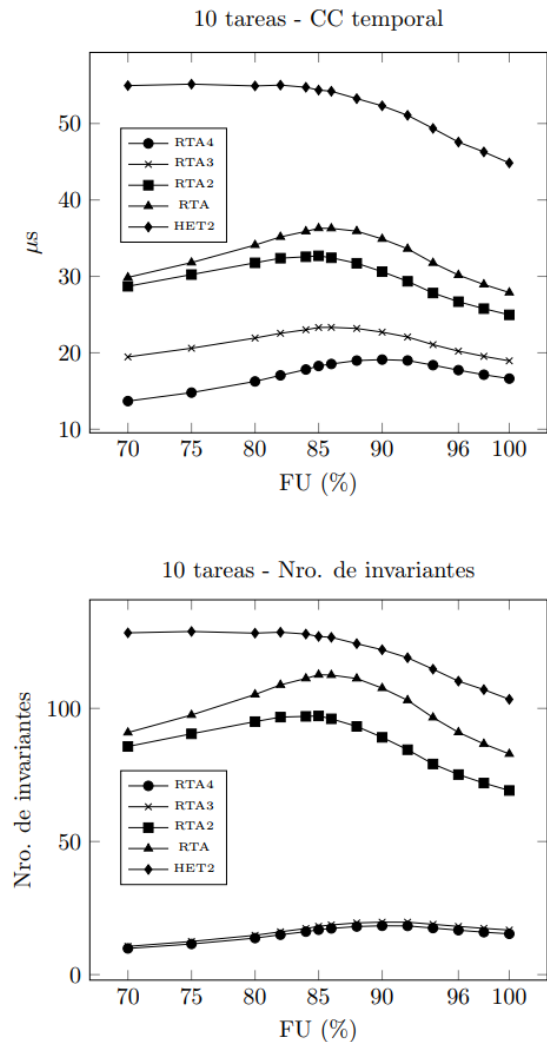 10 tareas - CC temporal
50
40
30
20
10
μs
RTA4
RTA3
RTA2
RTA
HET2
70 75 80 85 90 96 100
FU (%)
10 tareas - Nro. de invariantes
100
50
0
Nro. de invariantes
RTA4
RTA3
RTA2
RTA
HET2
70 75 80 85 90 96 100
FU (%)